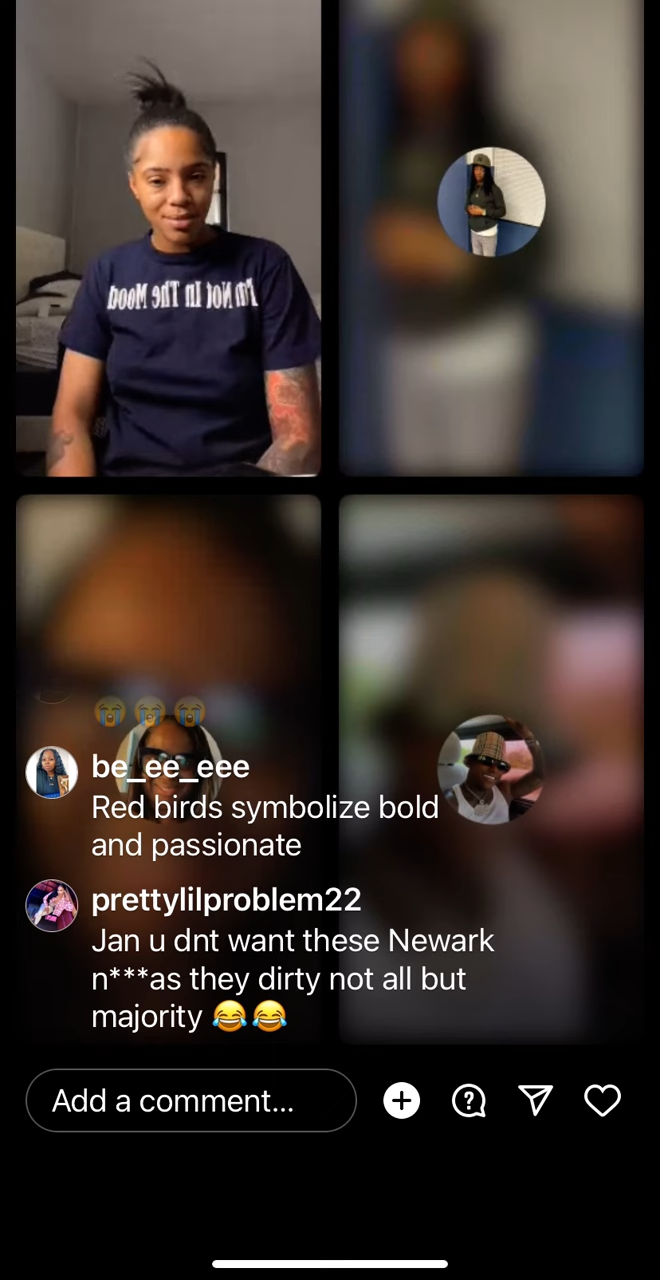 I'm Not In The Mood
😭😭😭
be_ee_eee
Red birds symbolize bold
and passionate
prettylilproblem22
Jan u dnt want these Newark
n***as they dirty not all but
majority 😂😂
Add a comment...